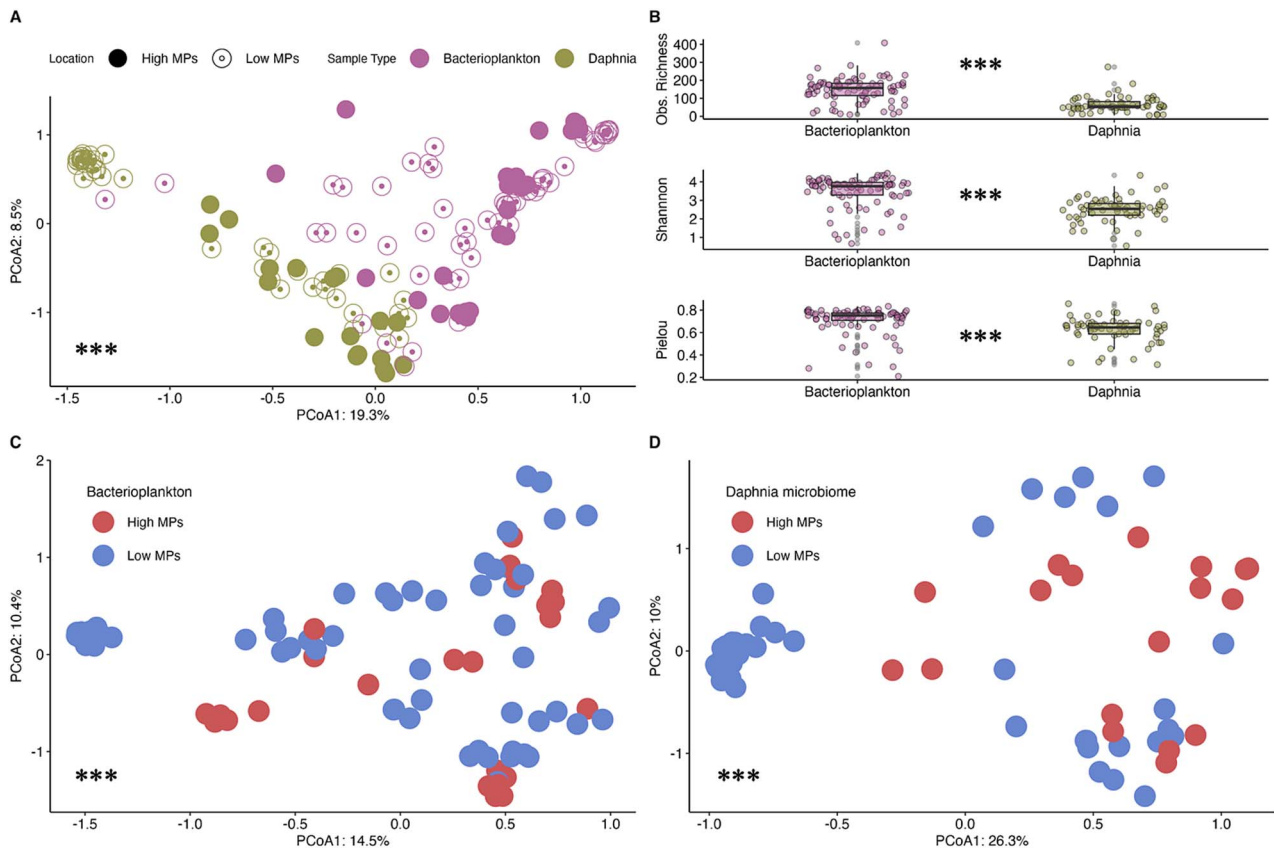 A
Location High MPs Low MPs Sample Type Bacterioplankton Daphnia
1
0
-1
PCoA2: 8.5%
***
-1.5 -1.0 -0.5 0.0 0.5 1.0
PCoA1: 19.3%
B
Obs. Richness
400
300
200
100
0
***
Bacterioplankton Daphnia
Shannnon
4
3
2
1
***
Bacterioplankton Daphnia
Pielou
0.8
0.6
0.4
0.2
***
Bacterioplankton Daphnia
C
2
1
0
-1
PCoA2: 10.4%
Bacterioplankton
High MPs
Low MPs
***
-1.5 -1.0 -0.5 0.0 0.5 1.0
PCoA1: 14.5%
D
1
0
-1
PCoA2: 10%
Daphnia microbiome
High MPs
Low MPs
***
-1.0 -0.5 0.0 0.5 1.0
PCoA1: 26.3%